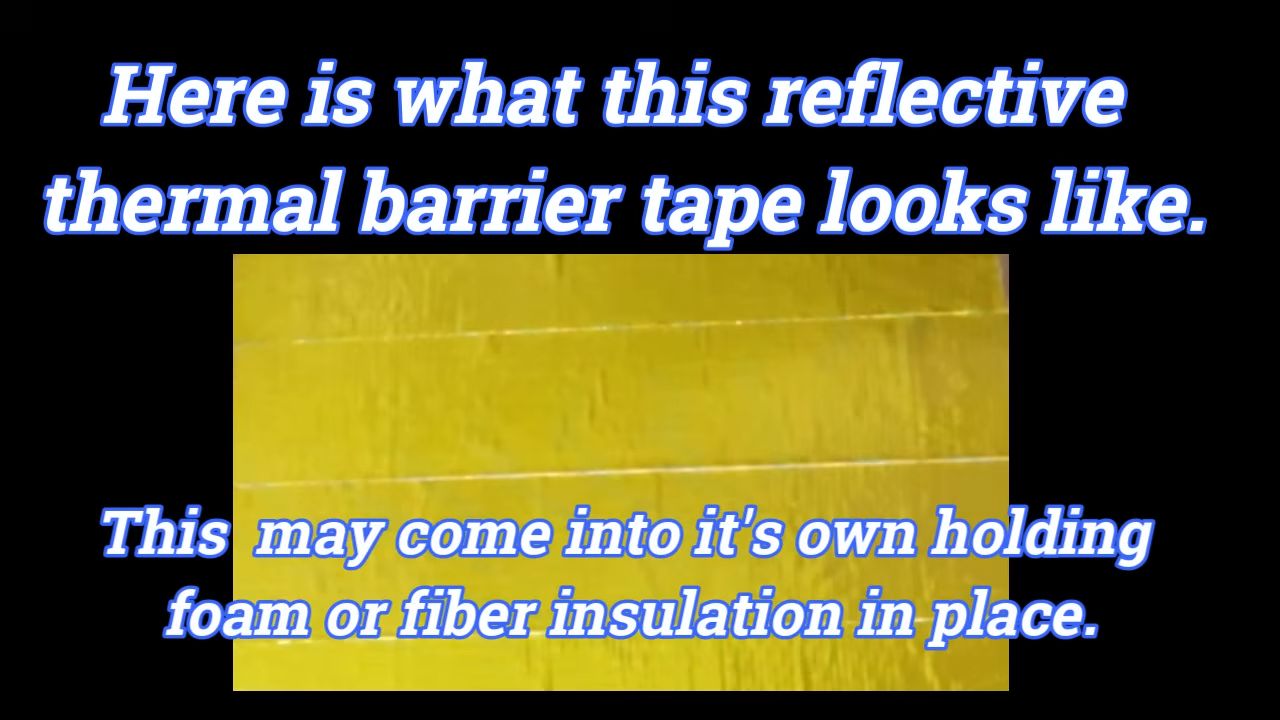 Here is what this reflective
thermal barrier tape looks like.
This may come into it's own holding
foam or fiber insulation in place.